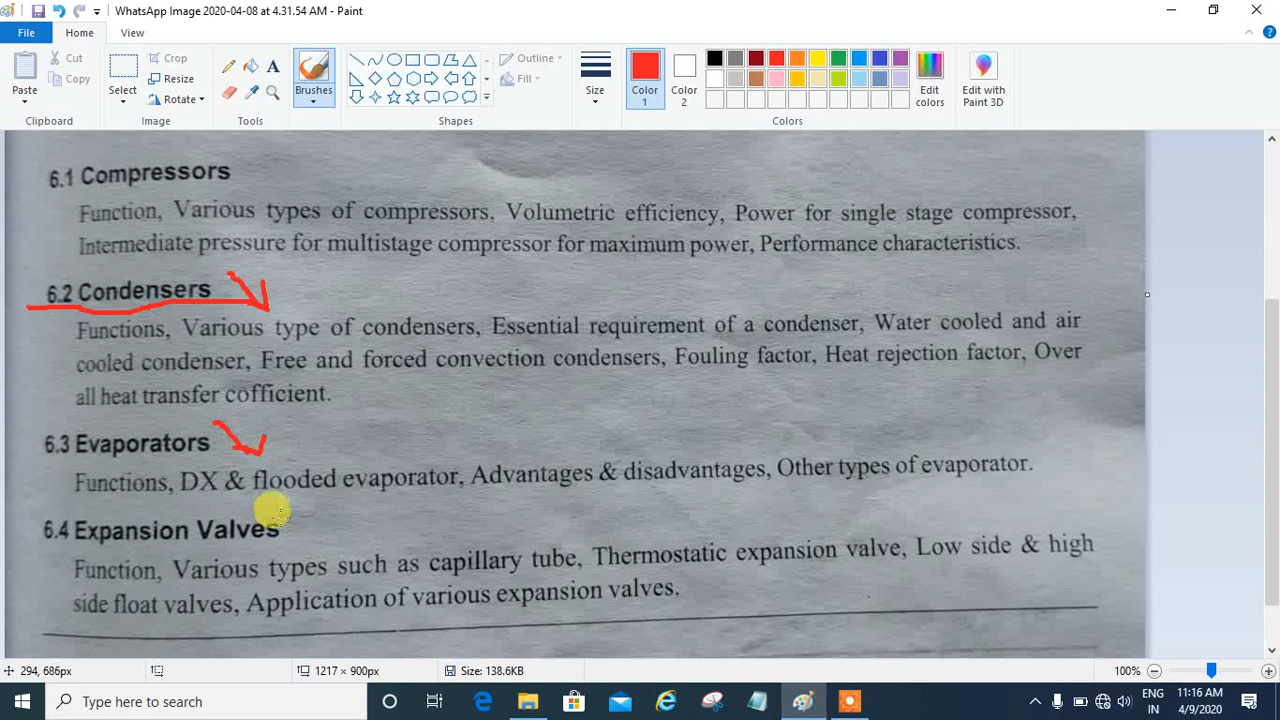 WhatsApp Image 2020-04-08 at 4.31.54 AM - Paint
File Home View
Paste
Cut
Copy
Clipboard
Select
Crop
Resize
Rotate
Image
A
Tools
Brushes
Outline
Fill
Shapes
Size
Color 1
Color 2
Edit colors
Colors
Edit with Paint 3D
6.1 Compressors
Function, Various types of compressors, Volumetric efficiency, Power for single stage compressor,
Intermediate pressure for multistage compressor for maximum power, Performance characteristics.
6.2 Condensers
Functions, Various type of condensers, Essential requirement of a condenser, Water cooled and air
cooled condenser, Free and forced convection condensers, Fouling factor, Heat rejection factor, Over
all heat transfer cofficient.
6.3 Evaporators
Functions, DX & flooded evaporator, Advantages & disadvantages, Other types of evaporator.
6.4 Expansion Valves
Function, Various types such as capillary tube, Thermostatic expansion valve, Low side & high
side float valves, Application of various expansion valves.
294, 686px 1217 × 900px Size: 138.6KB 100%
Type here to search
ENG 11:16 AM
IN 4/9/2020